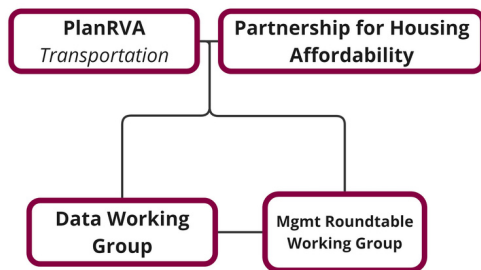 PlanRVA
Transportation
Partnership for Housing
Affordability
Data Working
Group
Mgmt Roundtable
Working Group